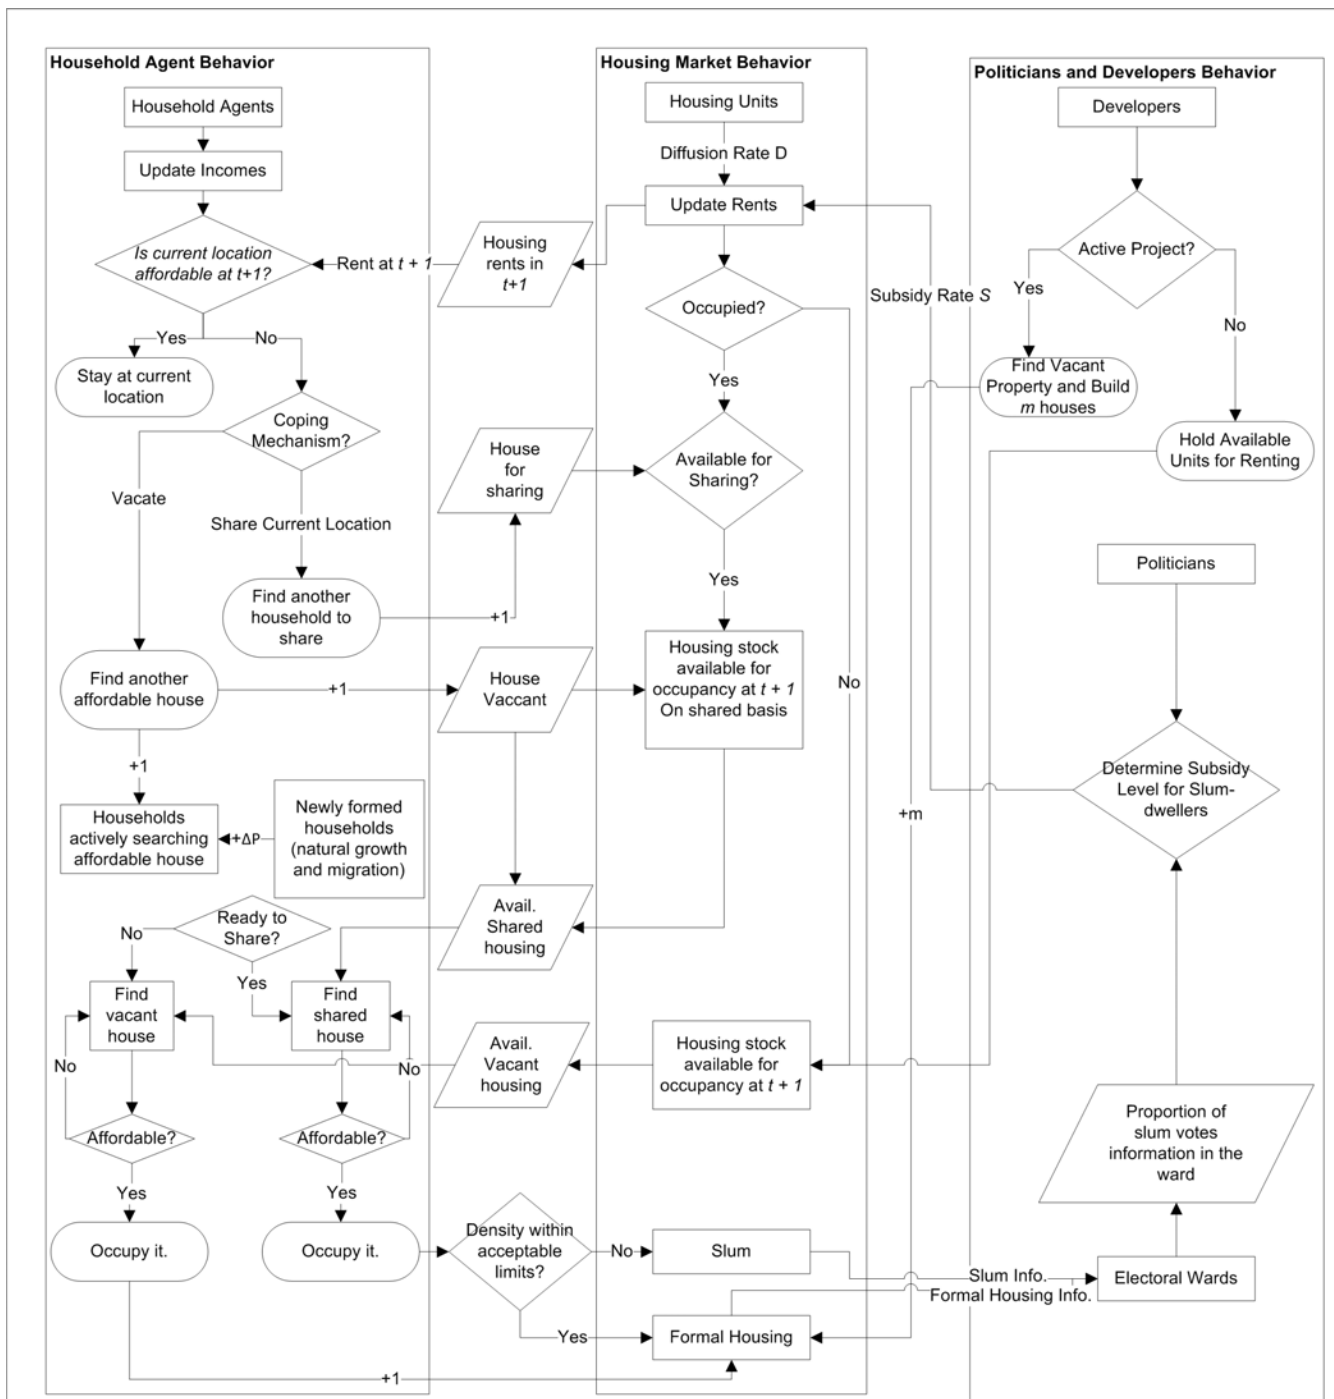 Household Agent Behavior
Household Agents
Update Incomes
Is current location
affordable at t+1?
Yes
No
Stay at current
location
Coping
Mechanism?
Vacate
Share Current Location
Find another
household to
share
+1
Find another
affordable house
+1
+1
Households
actively searching
affordable house
+ΔP
Newly formed
households
(natural growth
and migration)
Ready to
Share?
No
Yes
Find
vacant
house
Find
shared
house
No
No
Affordable?
Affordable?
Yes
Yes
Occupy it.
Occupy it.
Rent at t + 1
Housing
rents in
t+1
House
for
sharing
House
Vaccant
Avail.
Shared
housing
Avail.
Vacant
housing
Density within
acceptable
limits?
No
Yes
+1
Housing Market Behavior
Housing Units
Diffusion Rate D
Update Rents
Occupied?
Yes
No
Available for
Sharing?
Yes
Housing stock
available for
occupancy at t + 1
On shared basis
Housing stock
available for
occupancy at t + 1
Slum
Formal Housing
Politicians and Developers Behavior
Developers
Active Project?
Yes
No
Subsidy Rate S
Find Vacant
Property and Build
m houses
Hold Available
Units for Renting
+m
Politicians
Determine Subsidy
Level for Slum-
dwellers
Proportion of
slum votes
information in the
ward
Slum Info.
Formal Housing Info.
Electoral Wards